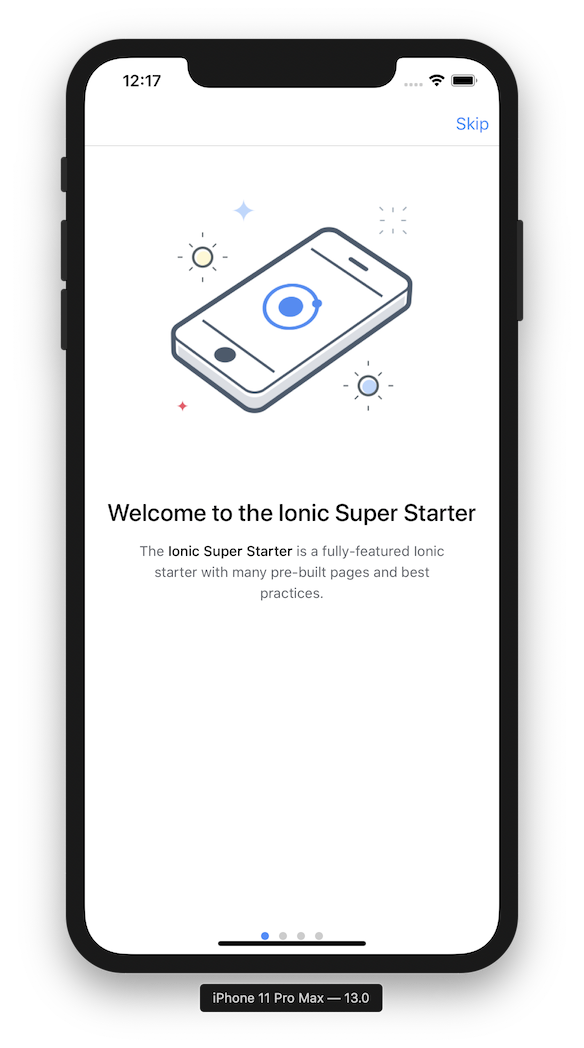 12:17
Skip
Welcome to the Ionic Super Starter
The Ionic Super Starter is a fully-featured Ionic
starter with many pre-built pages and best
practices.
iPhone 11 Pro Max — 13.0